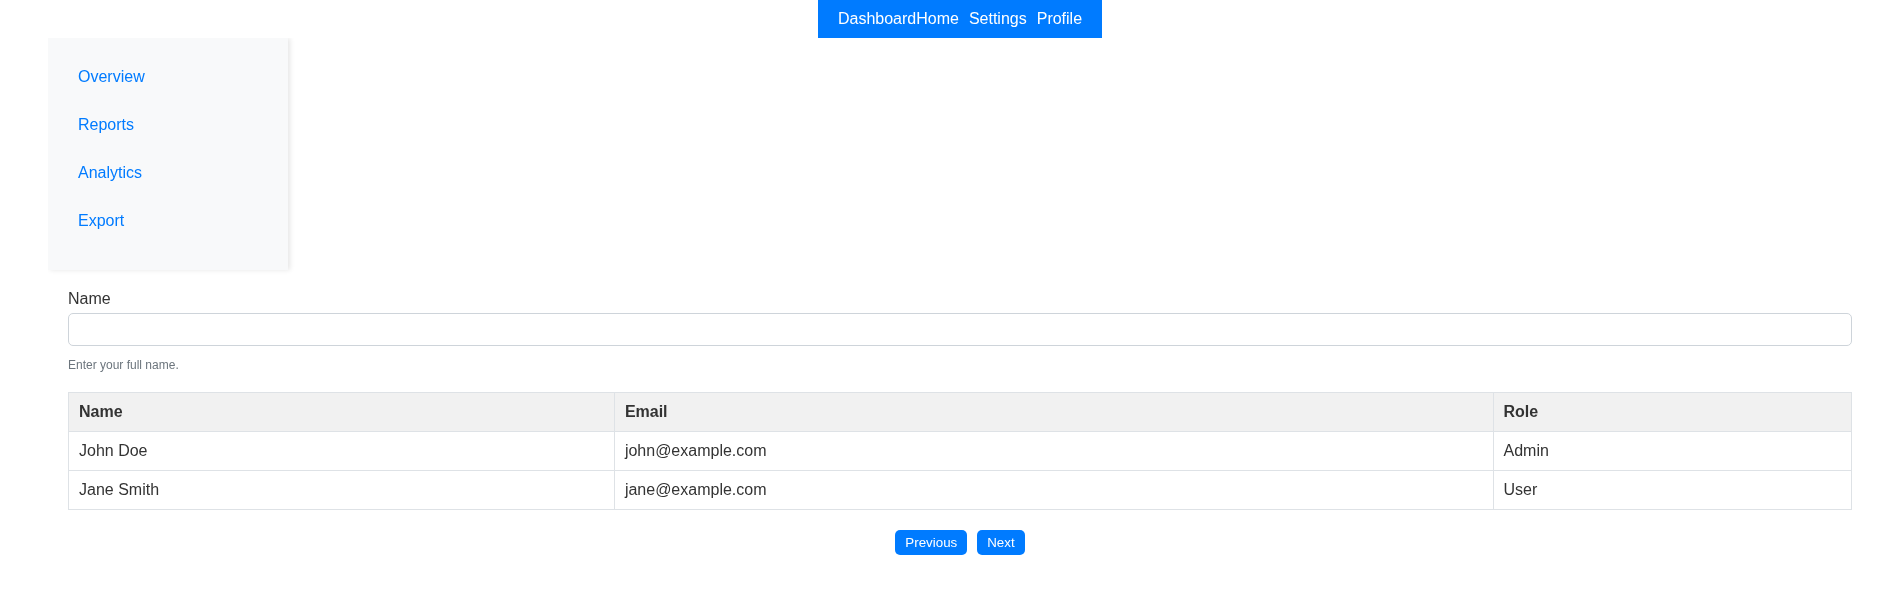 DashboardHome Settings Profile
Overview
Reports
Analytics
Export
Name
Enter your full name.
Name Email Role
John Doe john@example.com Admin
Jane Smith jane@example.com User
Previous Next